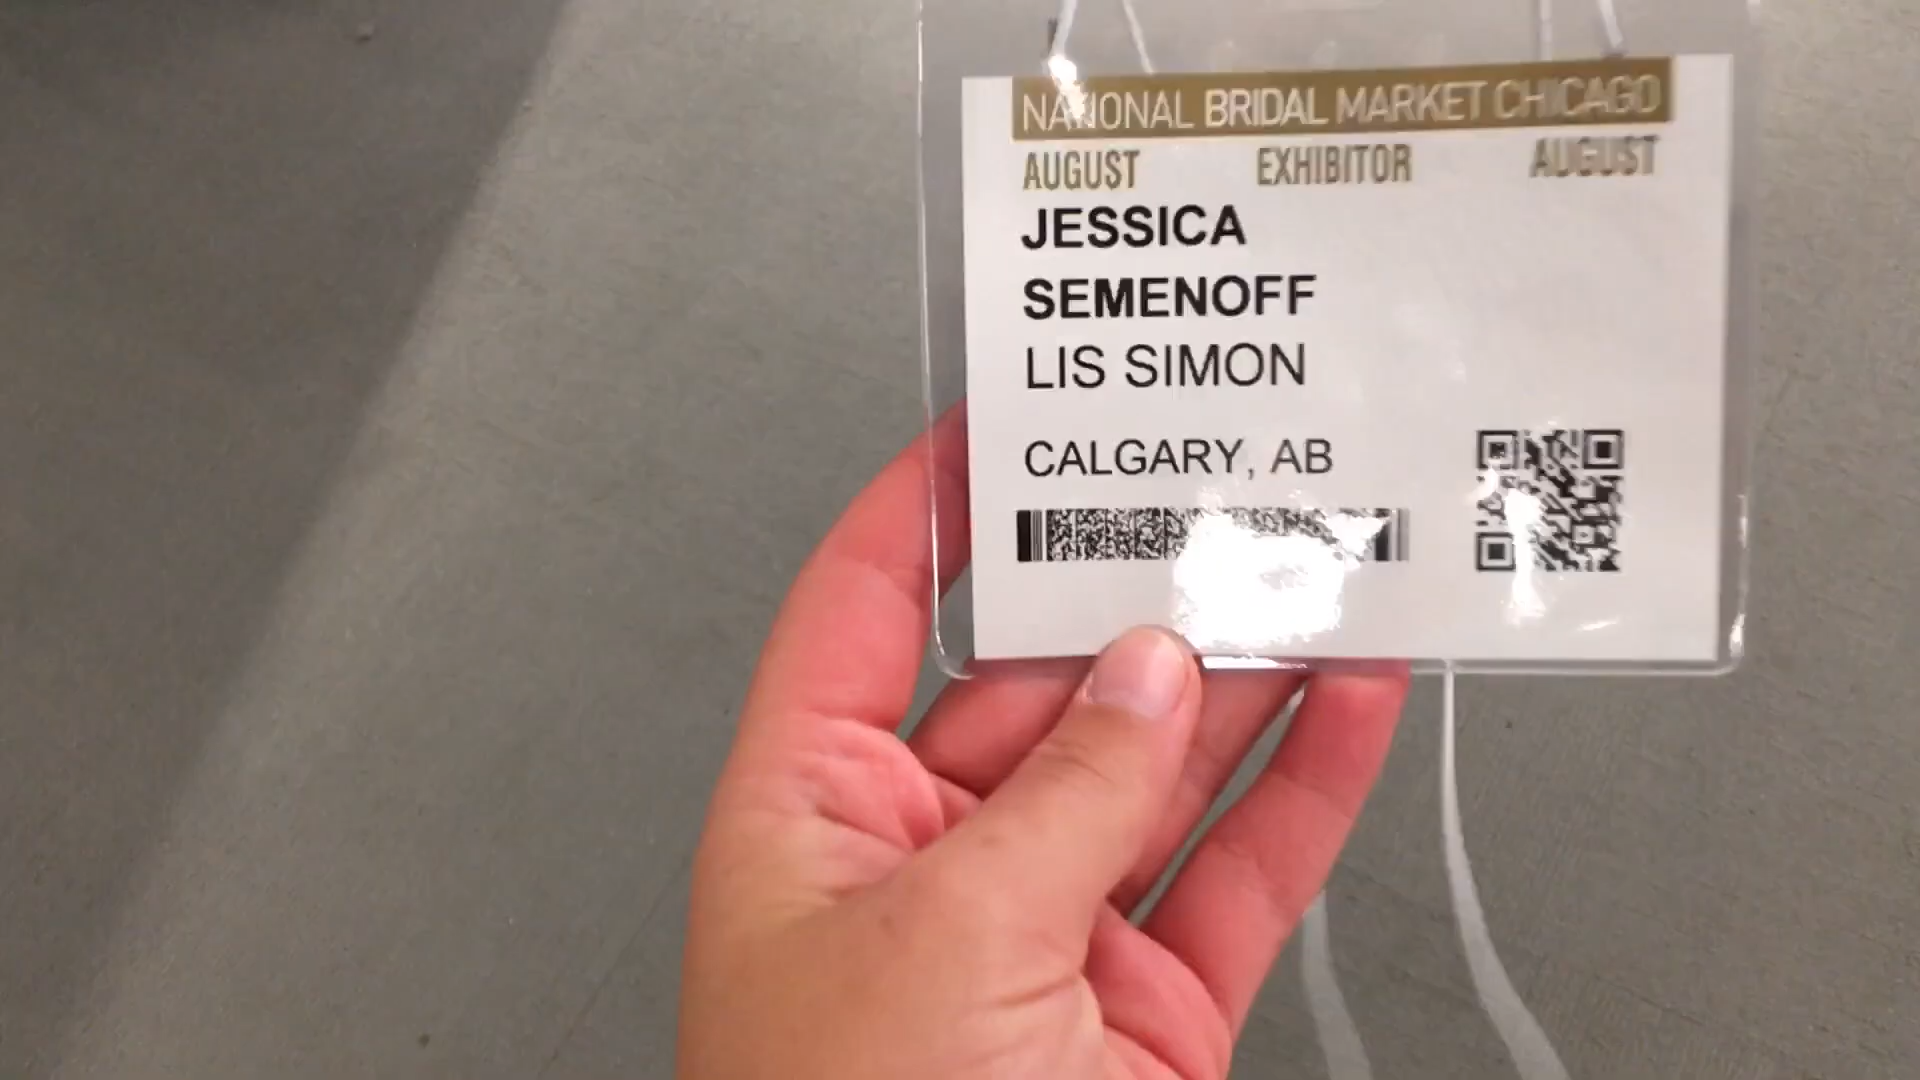 NATIONAL BRIDAL MARKET CHICAGO
AUGUST EXHIBITOR AUGUST
JESSICA
SEMENOFF
LIS SIMON
CALGARY, AB